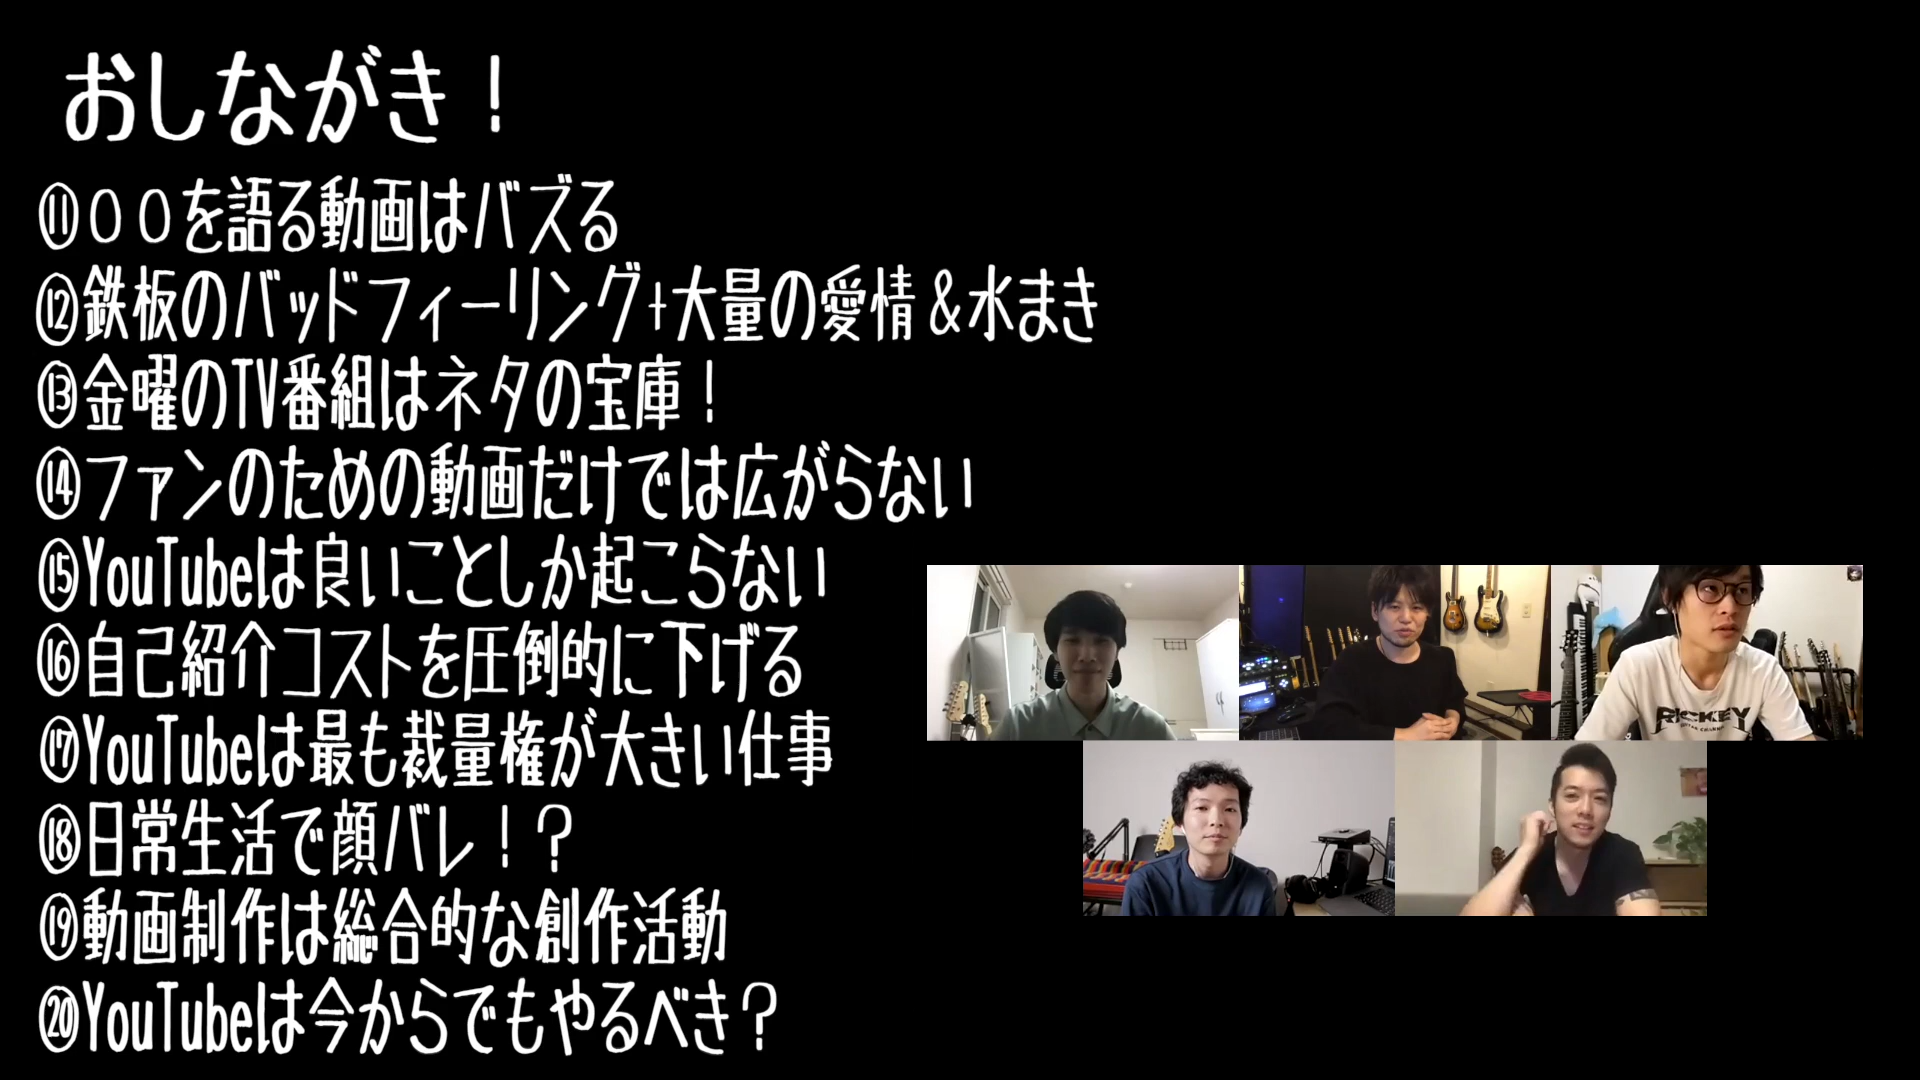 おしながき！
⑪○○を語る動画はバズる
⑫鉄板のバッドフィーリング+大量の愛情＆水まき
⑬金曜のTV番組はネタの宝庫！
⑭ファンのための動画だけでは広がらない
⑮YouTubeは良いことしか起こらない
⑯自己紹介コストを圧倒的に下げる
⑰YouTubeは最も裁量権が大きい仕事
⑱日常生活で顔バレ！？
⑲動画制作は総合的な創作活動
⑳YouTubeは今からでもやるべき？